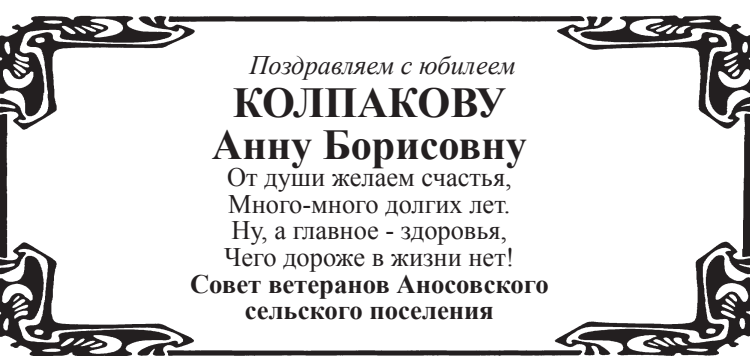 Поздравляем с юбилеем
КОЛПАКОВУ
Анну Борисовну
От души желаем счастья,
Много-много долгих лет.
Ну, а главное - здоровья,
Чего дороже в жизни нет!
Совет ветеранов Аносовского
сельского поселения